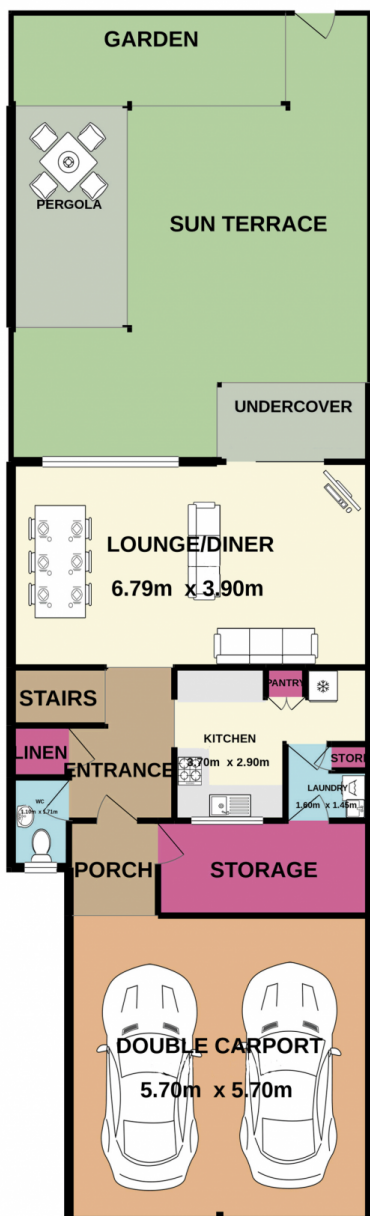 GARDEN
PERGOLA
SUN TERRACE
UNDERCOVER
LOUNGE/DINER
6.79m x 3.90m
STAIRS
PANTRY
LINEN
KITCHEN
3.70m x 2.90m
ENTRANCE
STORE
LAUNDRY
1.60m x 1.45m
WC
PORCH
STORAGE
DOUBLE CARPORT
5.70m x 5.70m